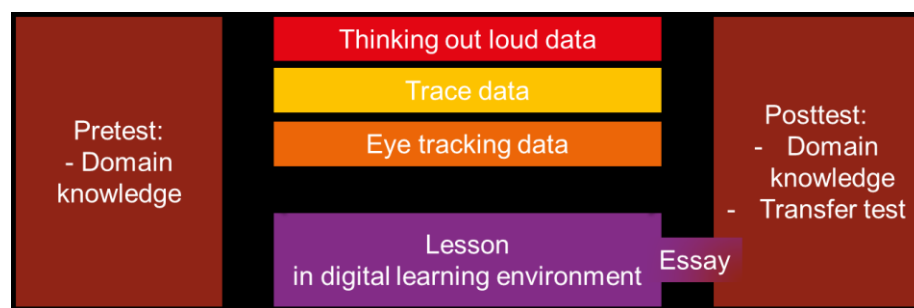 Pretest:
- Domain
knowledge
Thinking out loud data
Trace data
Eye tracking data
Lesson
in digital learning environment
Essay
Posttest:
- Domain
knowledge
- Transfer test